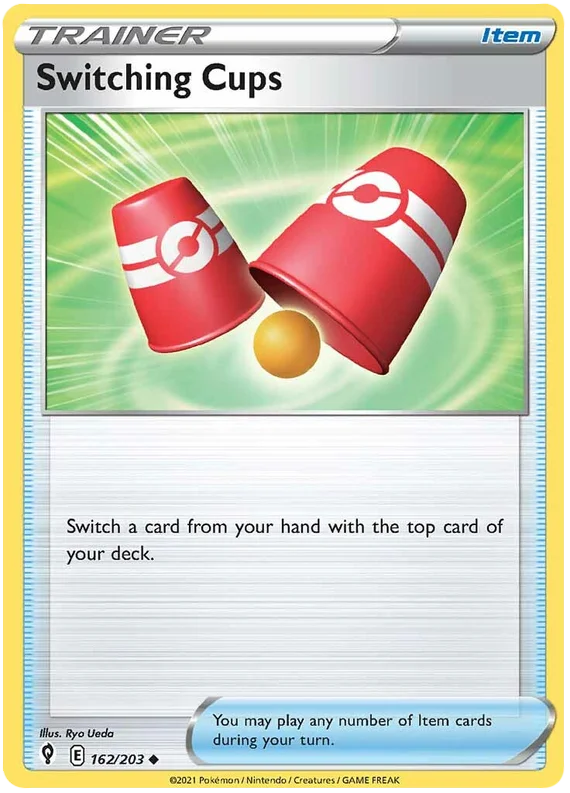 TRAINER
Item
Switching Cups
Switch a card from your hand with the top card of
your deck.
Illus. Ryo Ueda
You may play any number of Item cards
during your turn.
E 162/203
©2021 Pokémon / Nintendo / Creatures / GAME FREAK